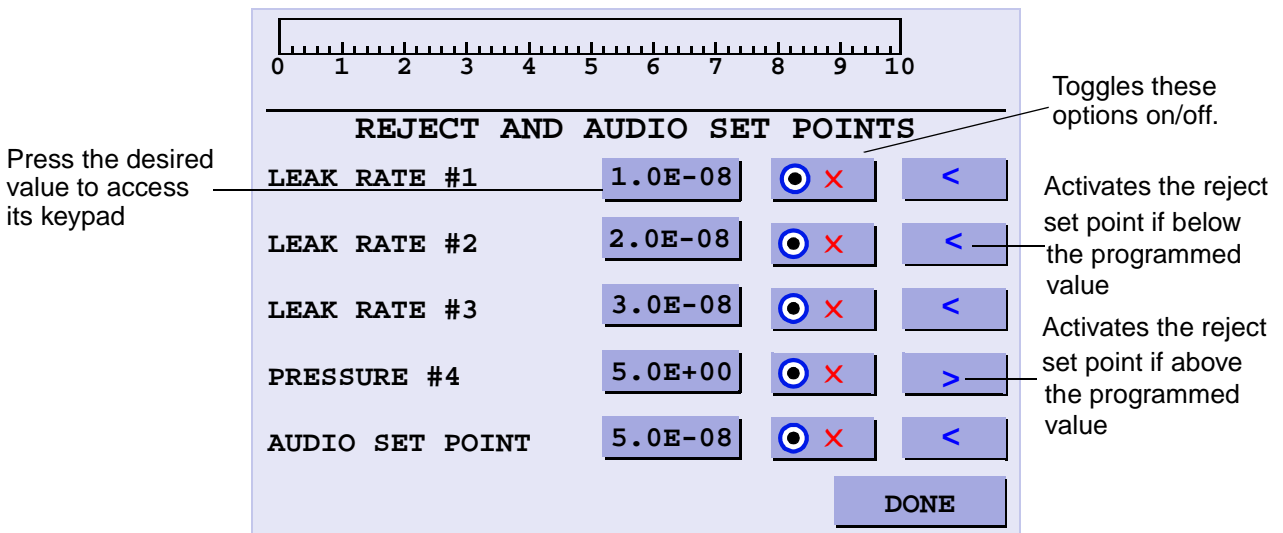 0 1 2 3 4 5 6 7 8 9 10
REJECT AND AUDIO SET POINTS
LEAK RATE #1 1.0E-08 X <
LEAK RATE #2 2.0E-08 X <
LEAK RATE #3 3.0E-08 X <
PRESSURE #4 5.0E+00 X >
AUDIO SET POINT 5.0E-08 X <
DONE
Press the desired
value to access
its keypad
Toggles these
options on/off.
Activates the reject
set point if below
the programmed
value
Activates the reject
set point if above
the programmed
value